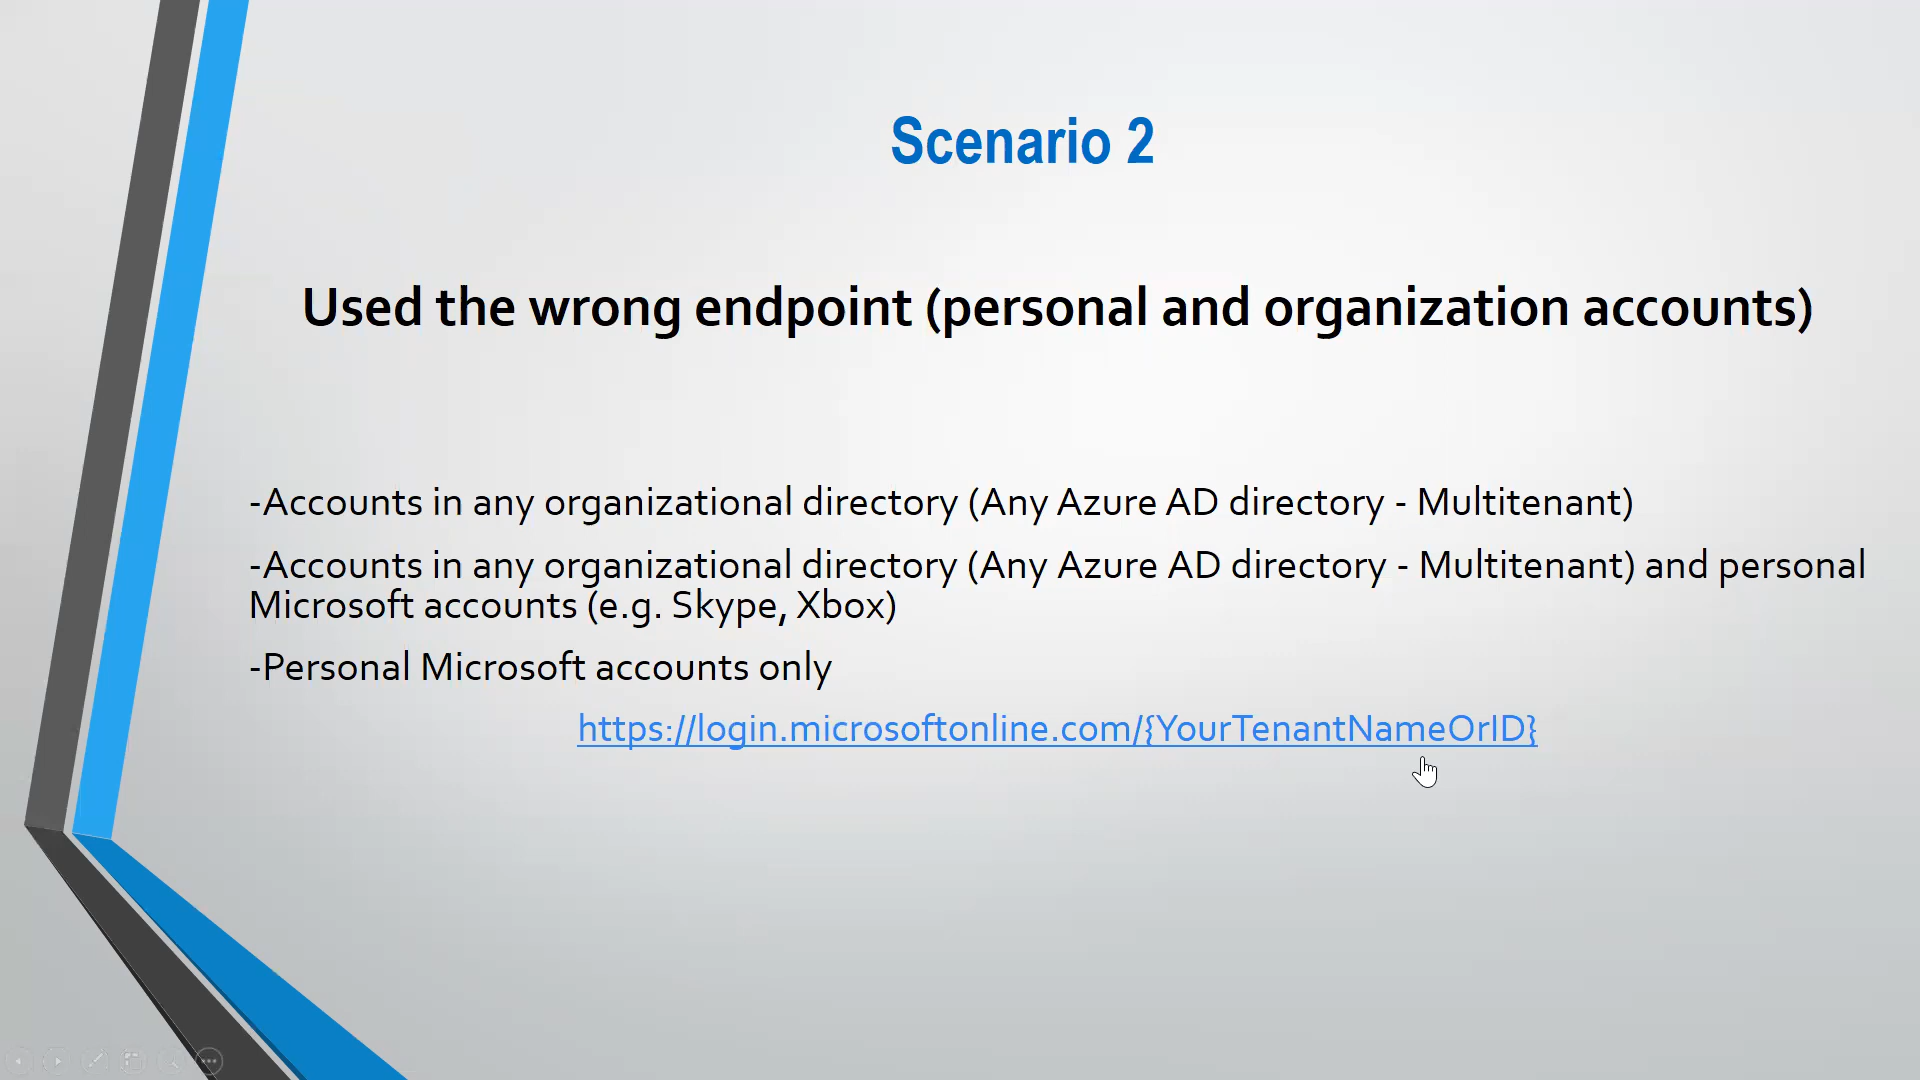 Scenario 2
Used the wrong endpoint (personal and organization accounts)
-Accounts in any organizational directory (Any Azure AD directory - Multitenant)
-Accounts in any organizational directory (Any Azure AD directory - Multitenant) and personal
Microsoft accounts (e.g. Skype, Xbox)
-Personal Microsoft accounts only
https://login.microsoftonline.com/{YourTenantNameOrID}